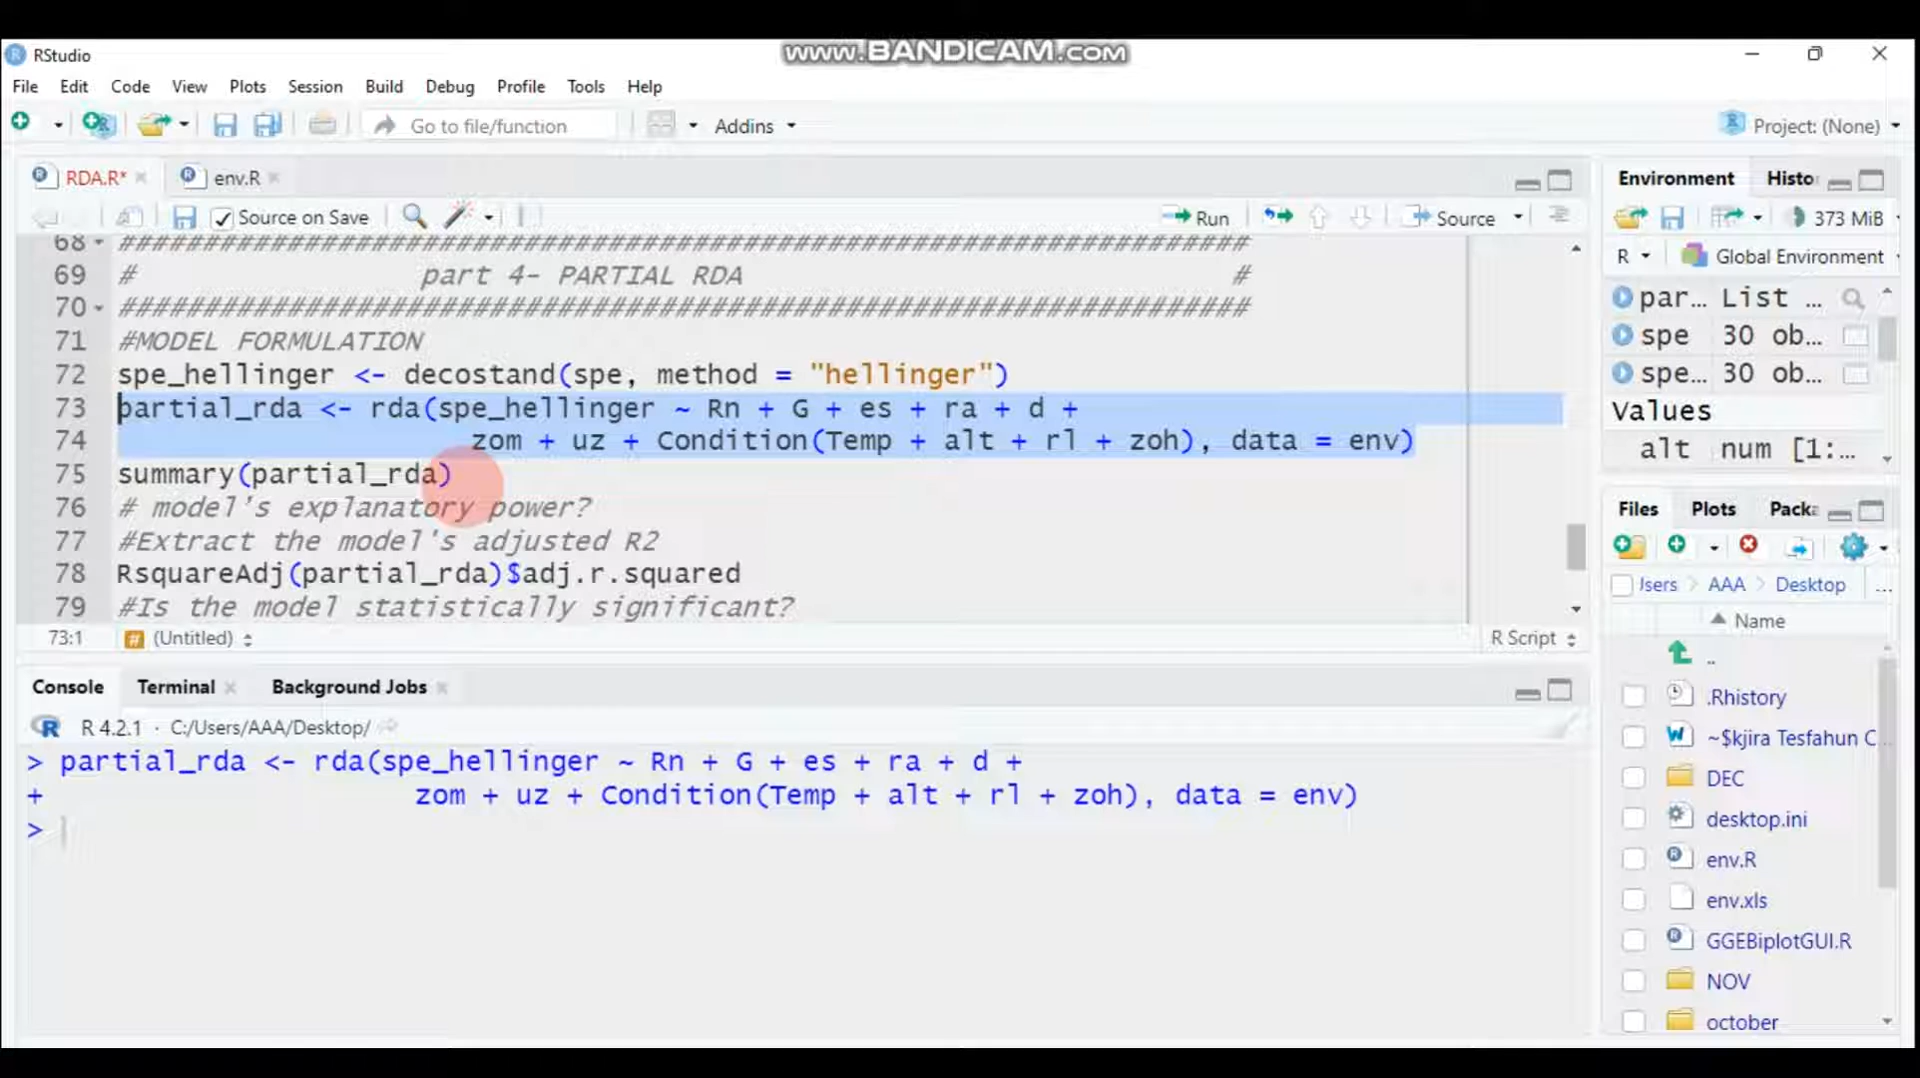 www.BANDICAM.com
RStudio
File Edit Code View Plots Session Build Debug Profile Tools Help
Go to file/function Addins Project: (None)
RDA.R* env.R
Source on Save Run Source
68 ###################################################################
69 # part 4- PARTIAL RDA #
70 ###################################################################
71 #MODEL FORMULATION
72 spe_hellinger <- decostand(spe, method = "hellinger")
73 partial_rda <- rda(spe_hellinger ~ Rn + G + es + ra + d +
74 zom + uz + Condition(Temp + alt + rl + zoh), data = env)
75 summary(partial_rda)
76 # model's explanatory power?
77 #Extract the model's adjusted R2
78 RsquareAdj(partial_rda)$adj.r.squared
79 #Is the model statistically significant?
73:1 (Untitled) R Script
Console Terminal Background Jobs
R 4.2.1 · C:/Users/AAA/Desktop/
> partial_rda <- rda(spe_hellinger ~ Rn + G + es + ra + d +
+ zom + uz + Condition(Temp + alt + rl + zoh), data = env)
>
Environment Histo
373 MiB
R Global Environment
par... List ...
spe 30 ob...
spe... 30 ob...
Values
alt num [1:...
Files Plots Packa
Jsers AAA Desktop ...
Name
..
.Rhistory
~$kjira Tesfahun C...
DEC
desktop.ini
env.R
env.xls
GGEBiplotGUI.R
NOV
october